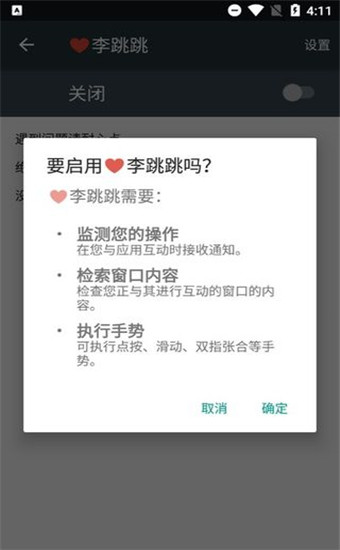 A
4:11
❤李跳跳
设置
关闭
要启用❤李跳跳吗？
❤李跳跳需要：
• 监测您的操作
在您与应用互动时接收通知。
• 检索窗口内容
检查您正与其进行互动的窗口的内
容。
• 执行手势
可执行点按、滑动、双指张合等手
势。
取消
确定